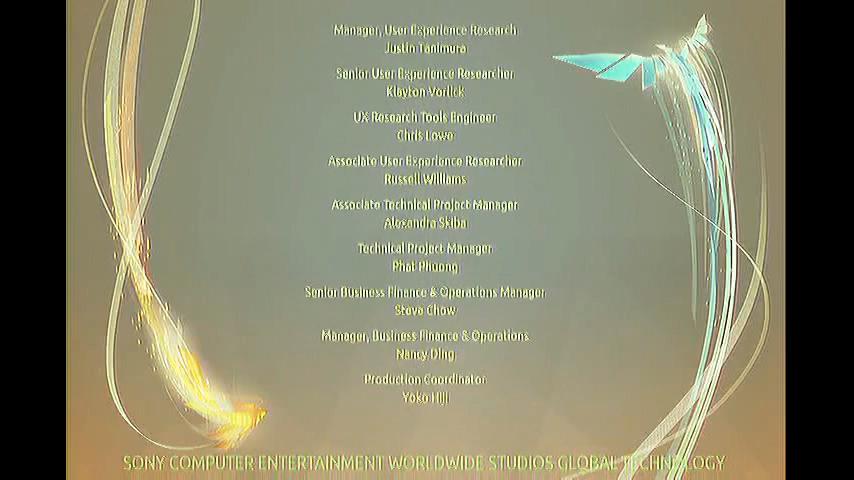 Manager, User Experience Research
Justin Tanimura
Senior User Experience Researcher
Klayton Vorlick
UX Research Tools Engineer
Chris Lowe
Associate User Experience Researcher
Russell Williams
Associate Technical Project Manager
Alexandra Skiba
Technical Project Manager
Phat Phuong
Senior Business Finance & Operations Manager
Steve Chow
Manager, Business Finance & Operations
Nancy Ding
Production Coordinator
Yoko Hiji
SONY COMPUTER ENTERTAINMENT WORLDWIDE STUDIOS GLOBAL TECHNOLOGY